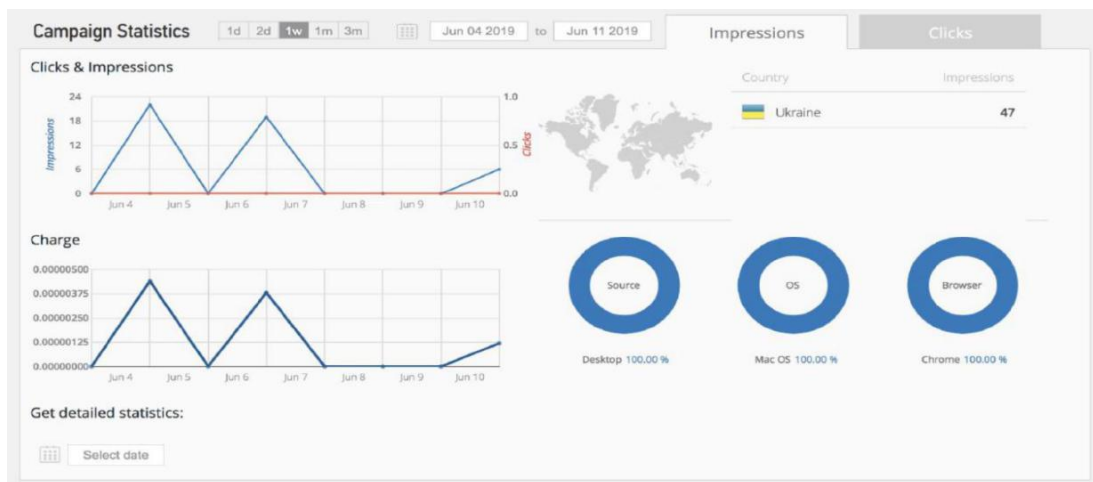 Campaign Statistics 1d 2d 1w 1m 3m Jun 04 2019 to Jun 11 2019 Impressions Clicks
Clicks & Impressions
Country Impressions
Ukraine 47
24 1.0
18
12 0.5
6
0 0.0
Impressions
Clicks
Jun 4 Jun 5 Jun 6 Jun 7 Jun 8 Jun 9 Jun 10
Charge
0.00000500
0.00000375
0.00000250
0.00000125
0.00000000
Jun 4 Jun 5 Jun 6 Jun 7 Jun 8 Jun 9 Jun 10
Source OS Browser
Desktop 100.00 % Mac OS 100.00 % Chrome 100.00 %
Get detailed statistics:
Select date